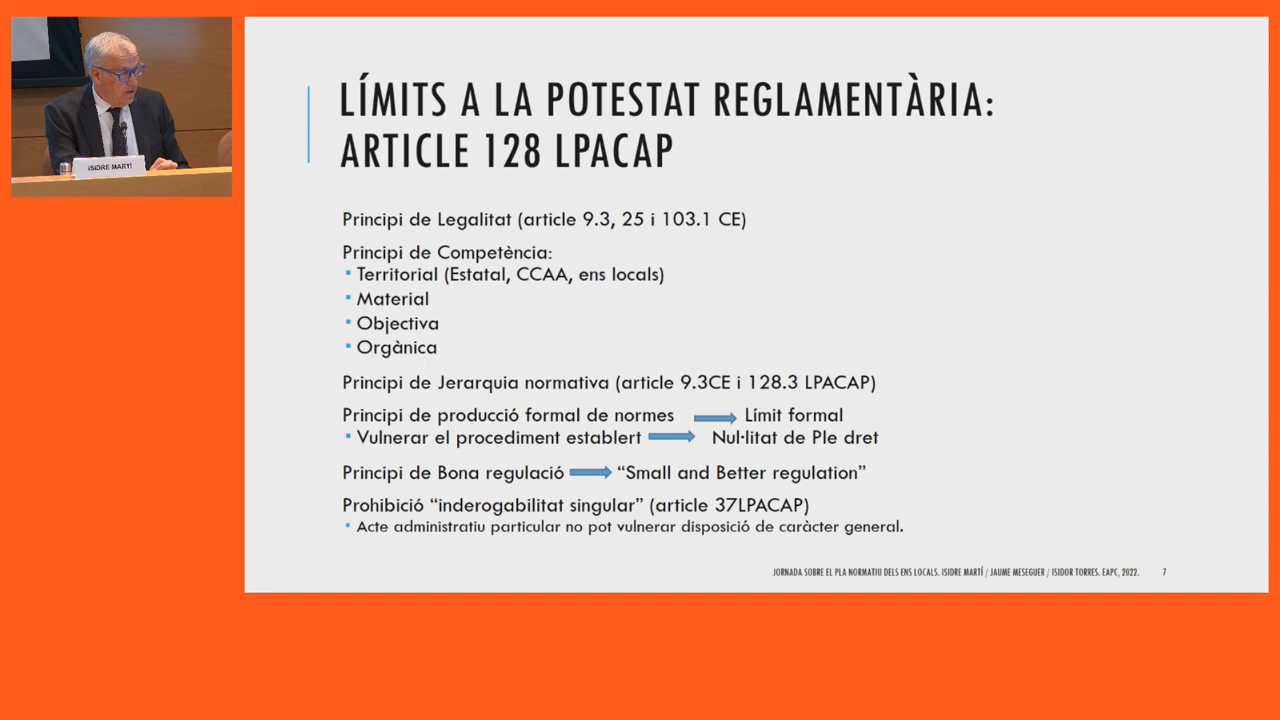 ISIDRE MARTÍ
LÍMITS A LA POTESTAT REGLAMENTÀRIA:
ARTICLE 128 LPACAP
Principi de Legalitat (article 9.3, 25 i 103.1 CE)
Principi de Competència:
▪ Territorial (Estatal, CCAA, ens locals)
▪ Material
▪ Objectiva
▪ Orgànica
Principi de Jerarquia normativa (article 9.3CE i 128.3 LPACAP)
Principi de producció formal de normes Límit formal
▪ Vulnerar el procediment establert Nul·litat de Ple dret
Principi de Bona regulació “Small and Better regulation”
Prohibició “inderogabilitat singular” (article 37LPACAP)
▪ Acte administratiu particular no pot vulnerar disposició de caràcter general.
JORNADA SOBRE EL PLA NORMATIU DELS ENS LOCALS. ISIDRE MARTÍ / JAUME MESEGUER / ISIDOR TORRES. EAPC, 2022. 7